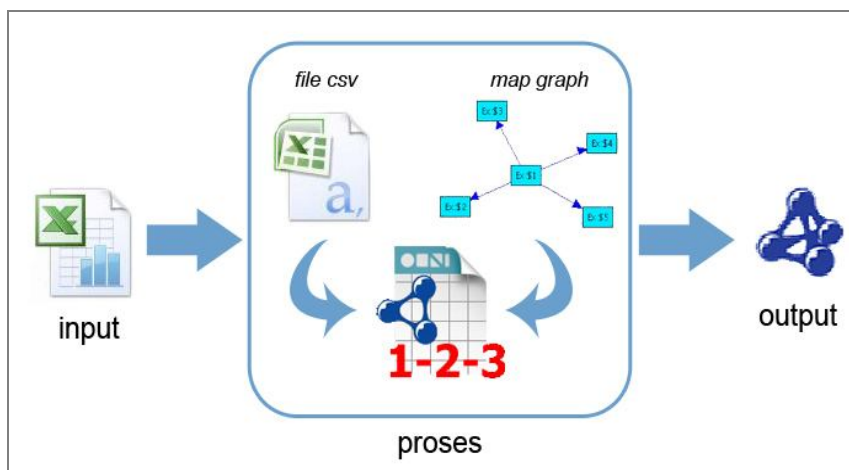 file csv
map graph
Ex:$3
Ex:$4
Ex:$1
Ex:$2
Ex:$5
a,
input
1-2-3
output
proses